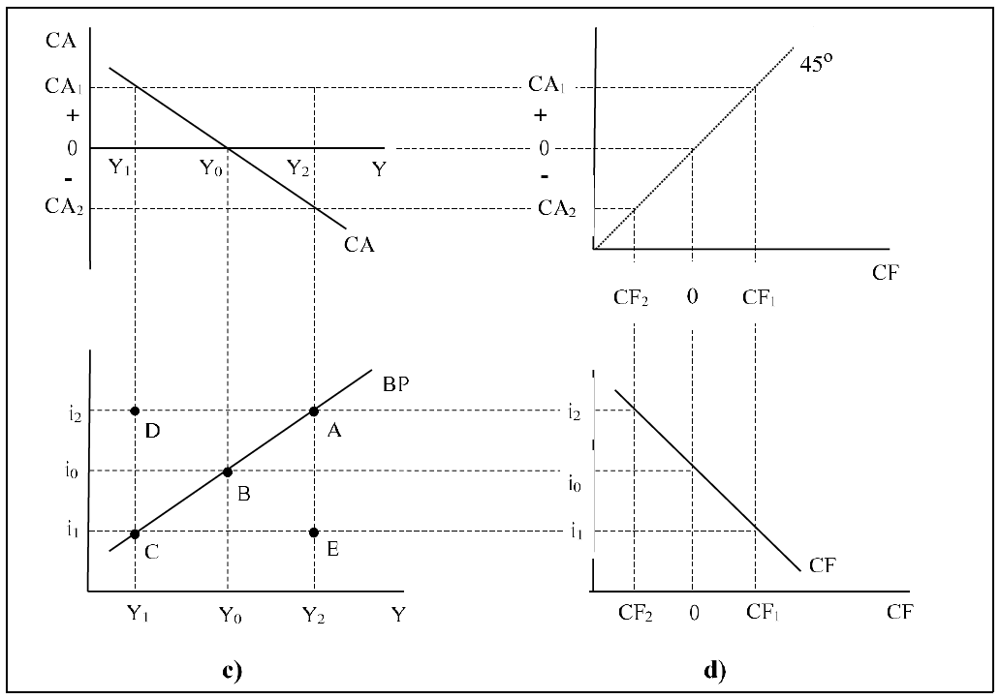 CA
CA₁
+
0
-
CA₂
Y₁
Y₀
Y₂
Y
CA
CA₁
+
0
-
CA₂
45°
CF
CF₂
0
CF₁
i₂
i₀
i₁
D
A
B
C
E
BP
Y₁
Y₀
Y₂
Y
i₂
i₀
i₁
CF
CF₂
0
CF₁
CF
c)
d)